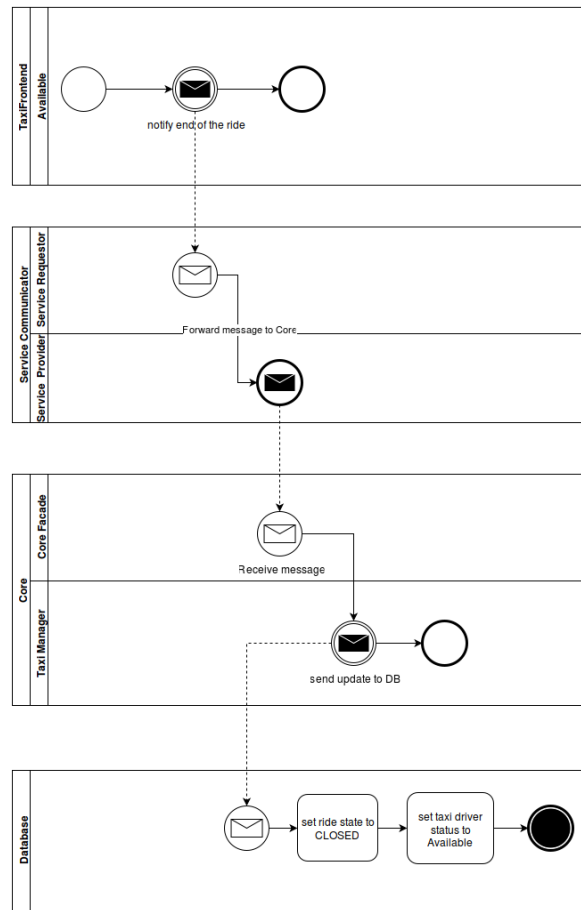 TaxiFrontend
Available
notify end of the ride
Service Communicator
Service Requestor
Forward message to Core
Service Provider
Core
Core Facade
Receive message
Taxi Manager
send update to DB
Database
set ride state to
CLOSED
set taxi driver
status to
Available